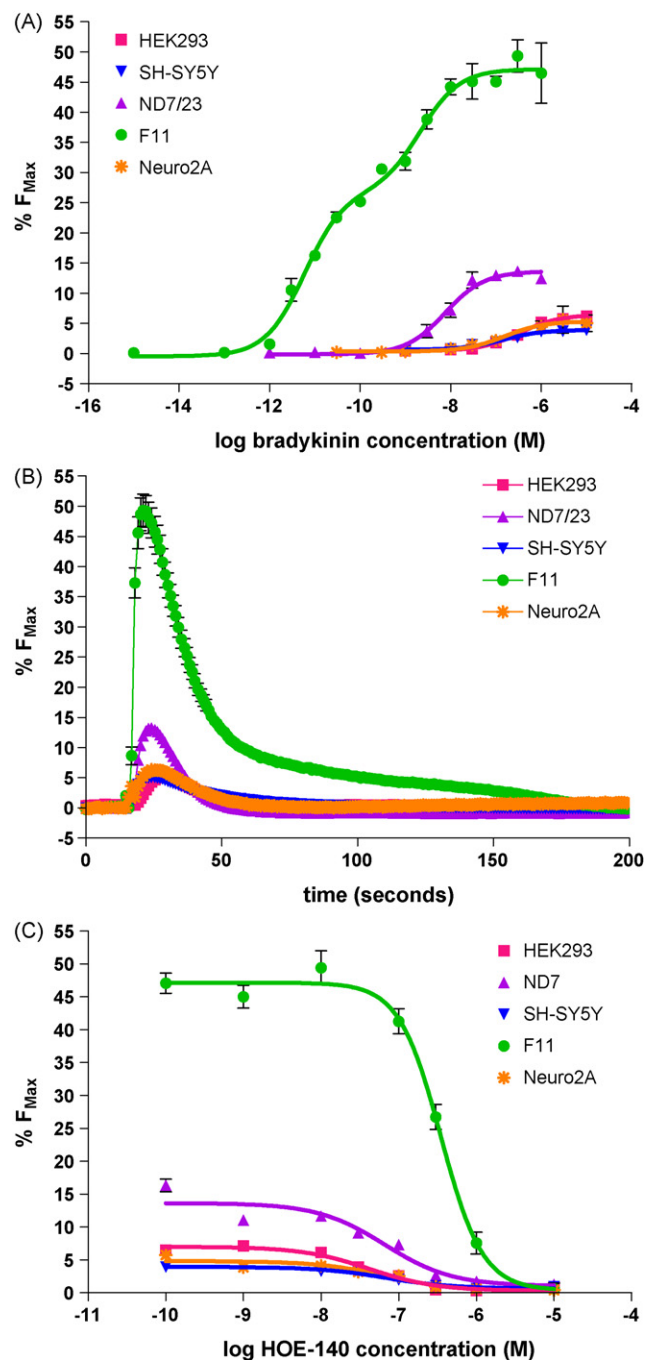 (A)
HEK293
SH-SY5Y
ND7/23
F11
Neuro2A
% FMax
55
50
45
40
35
30
25
20
15
10
5
0
5
-16
-14
-12
-10
-8
-6
-4
log bradykinin concentration (M)
(B)
HEK293
ND7/23
SH-SY5Y
F11
Neuro2A
% FMax
55
50
45
40
35
30
25
20
15
10
5
0
-5
0
50
100
150
200
time (seconds)
(C)
HEK293
ND7
SH-SY5Y
F11
Neuro2A
% FMax
55
50
45
40
35
30
25
20
15
10
5
0
-11
-10
-9
-8
-7
-6
-5
-4
log HOE-140 concentration (M)